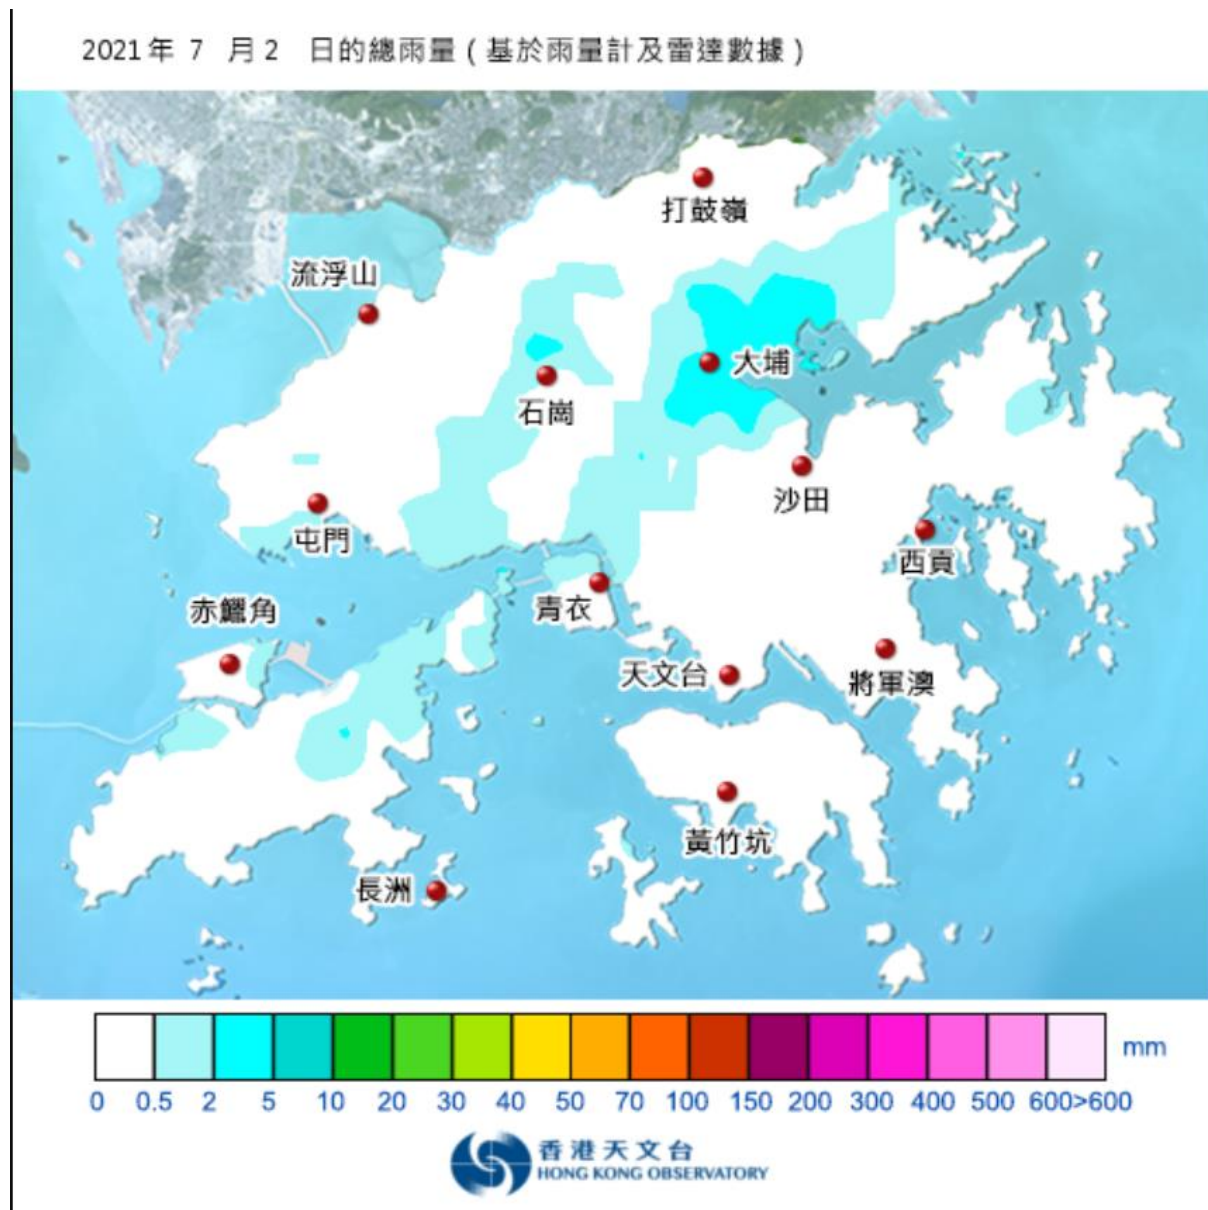 2021年 7 月2 日的總雨量(基於雨量計及雷達數據)
打鼓嶺
流浮山
大埔
石崗
沙田
屯門
西貢
青衣
赤鱲角
天文台
將軍澳
黃竹坑
長洲
mm
0 0.5 2 5 10 20 30 40 50 70 100 150 200 300 400 500 600>600
香港天文台
HONG KONG OBSERVATORY